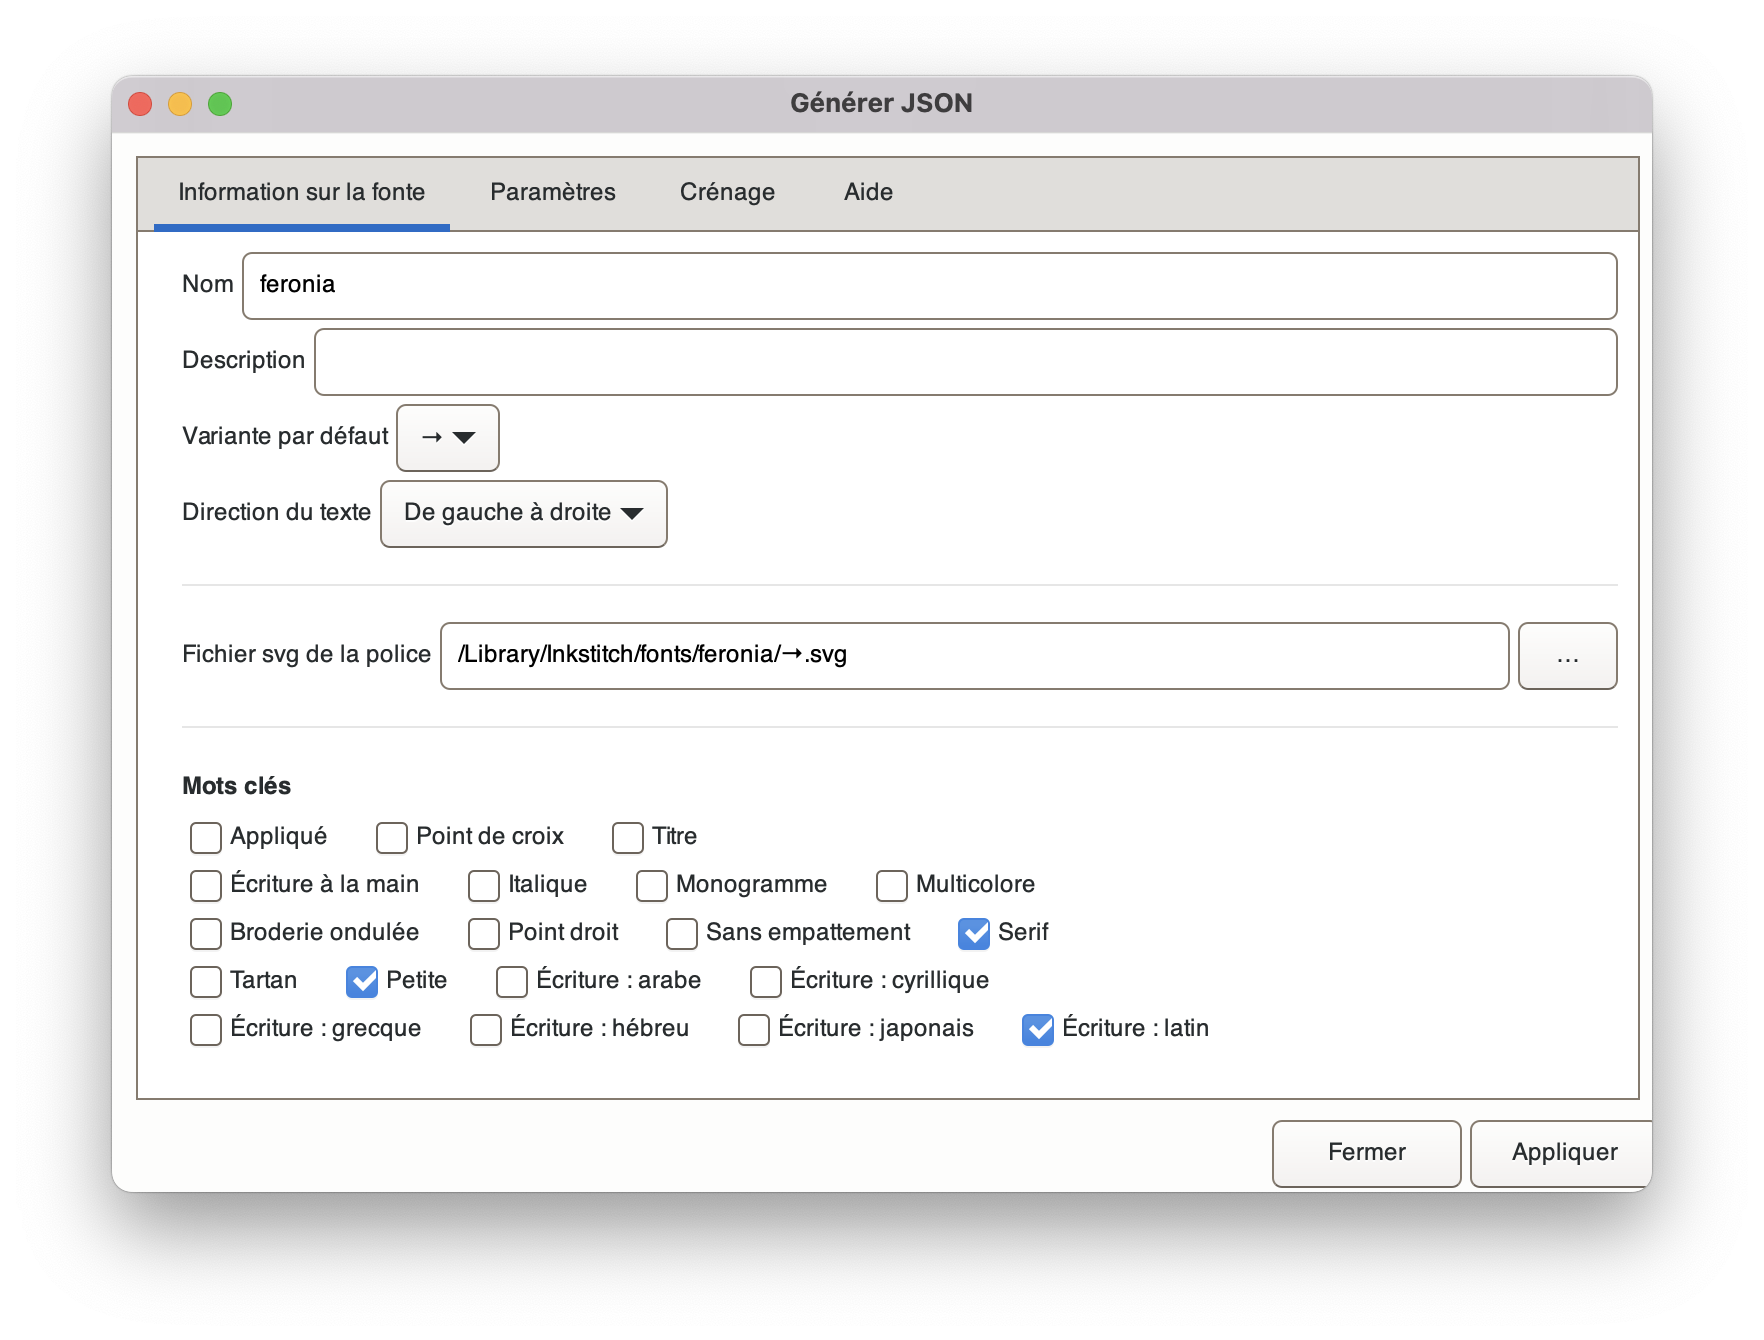 Générer JSON
Information sur la fonte Paramètres Crénage Aide
Nom feronia
Description
Variante par défaut →
Direction du texte De gauche à droite
Fichier svg de la police /Library/Inkstitch/fonts/feronia/→.svg ...
Mots clés
Appliqué Point de croix Titre
Écriture à la main Italique Monogramme Multicolore
Broderie ondulée Point droit Sans empattement Serif
Tartan Petite Écriture : arabe Écriture : cyrillique
Écriture : grecque Écriture : hébreu Écriture : japonais Écriture : latin
Fermer Appliquer